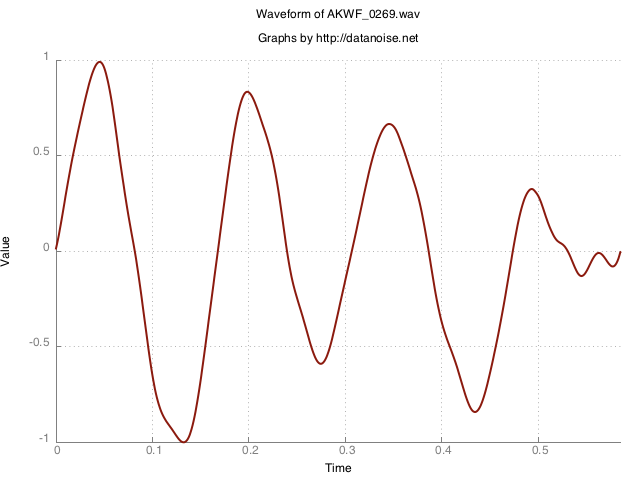 Waveform of AKWF_0269.wav
Graphs by http://datanoise.net
1
0.5
0
-0.5
-1
Value
0 0.1 0.2 0.3 0.4 0.5
Time